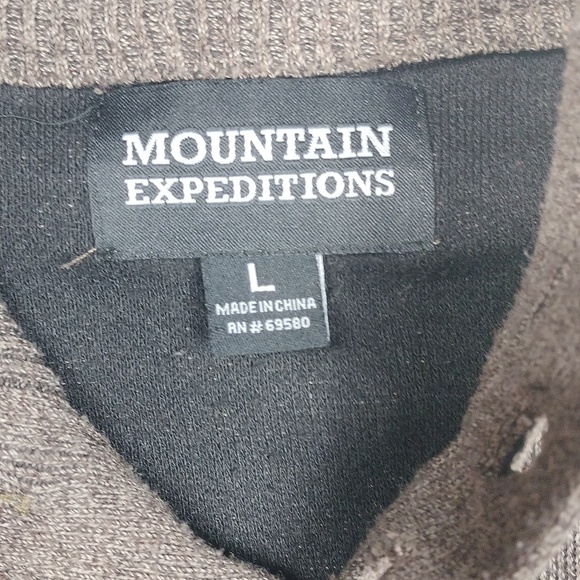 MOUNTAIN
EXPEDITIONS
L
MADE IN CHINA
RN # 69580